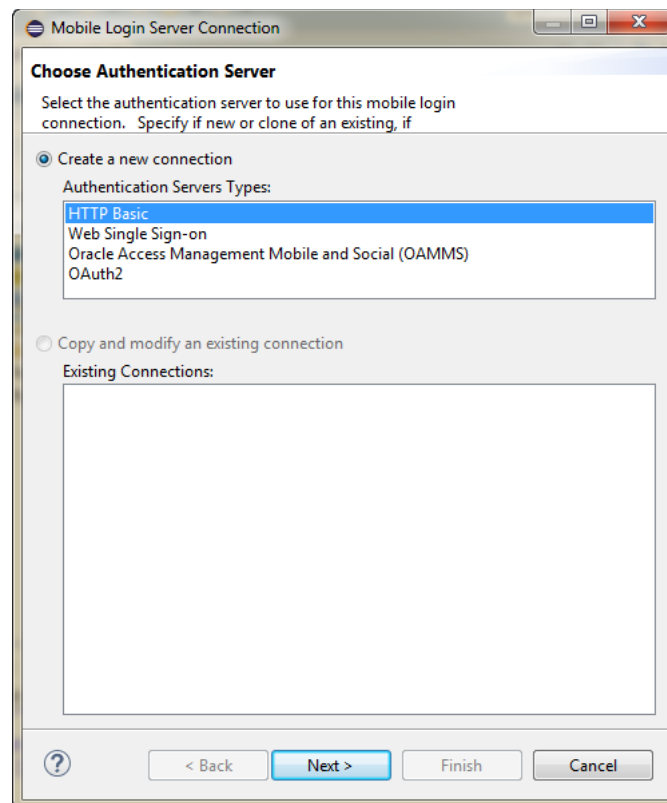 Mobile Login Server Connection
Choose Authentication Server
Select the authentication server to use for this mobile login
connection.   Specify if new or clone of an existing, if
Create a new connection
Authentication Servers Types:
HTTP Basic
Web Single Sign-on
Oracle Access Management Mobile and Social (OAMMS)
OAuth2
Copy and modify an existing connection
Existing Connections:
? < Back Next > Finish Cancel